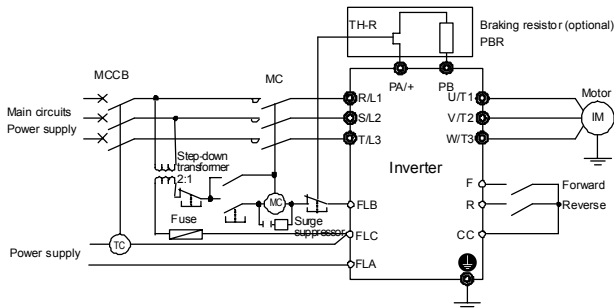 TH-R
Braking resistor (optional)
PBR
MCCB
MC
PA/+
PB
R/L1
U/T1
Motor
Main circuits
Power supply
S/L2
V/T2
IM
T/L3
W/T3
Step-down
transformer
2:1
Inverter
F
Forward
MC
FLB
R
Reverse
Surge
suppressor
Fuse
FLC
CC
Power supply
TC
FLA